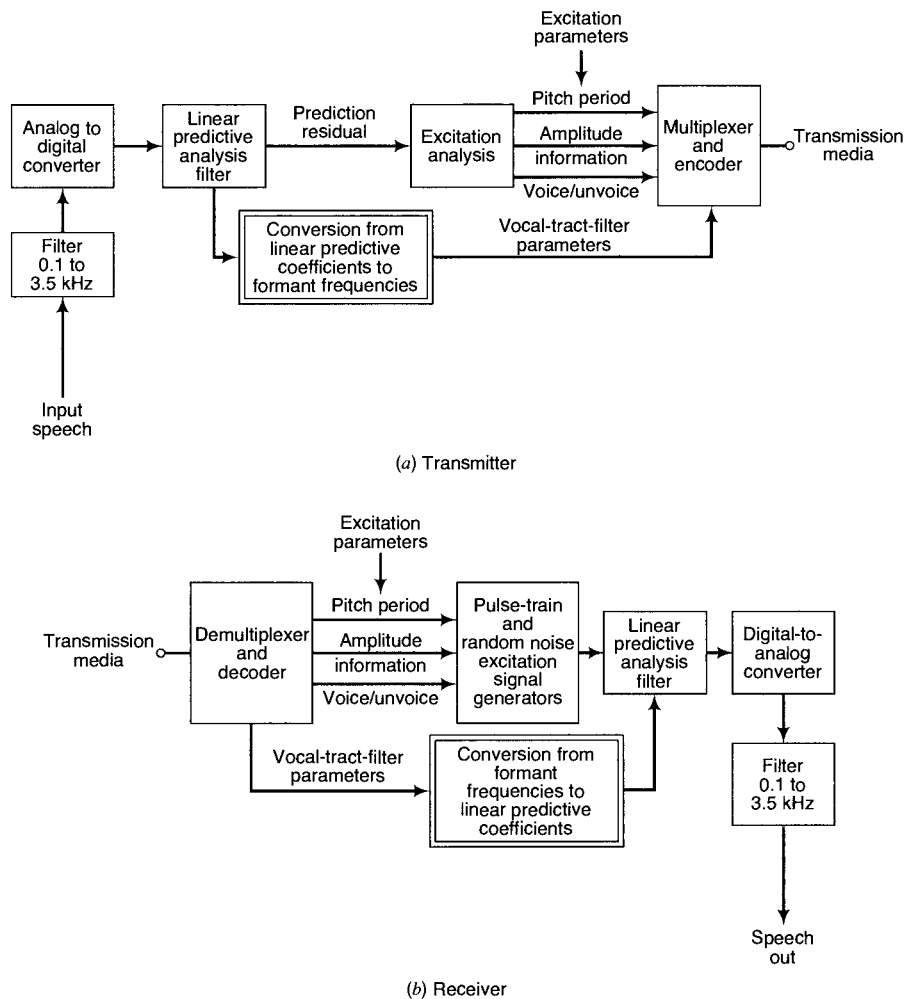 Excitation
parameters
Pitch period
Analog to
digital
converter
Linear
predictive
analysis
filter
Prediction
residual
Excitation
analysis
Amplitude
information
Voice/unvoice
Multiplexer
and
encoder
Transmission
media
Filter
0.1 to
3.5 kHz
Conversion from
linear predictive
coefficients to
formant frequencies
Vocal-tract-filter
parameters
Input
speech
(a) Transmitter
Excitation
parameters
Transmission
media
Demultiplexer
and
decoder
Pitch period
Amplitude
information
Voice/unvoice
Pulse-train
and
random noise
excitation
signal
generators
Linear
predictive
analysis
filter
Digital-to-
analog
converter
Vocal-tract-filter
parameters
Conversion from
formant
frequencies to
linear predictive
coefficients
Filter
0.1 to
3.5 kHz
Speech
out
(b) Receiver